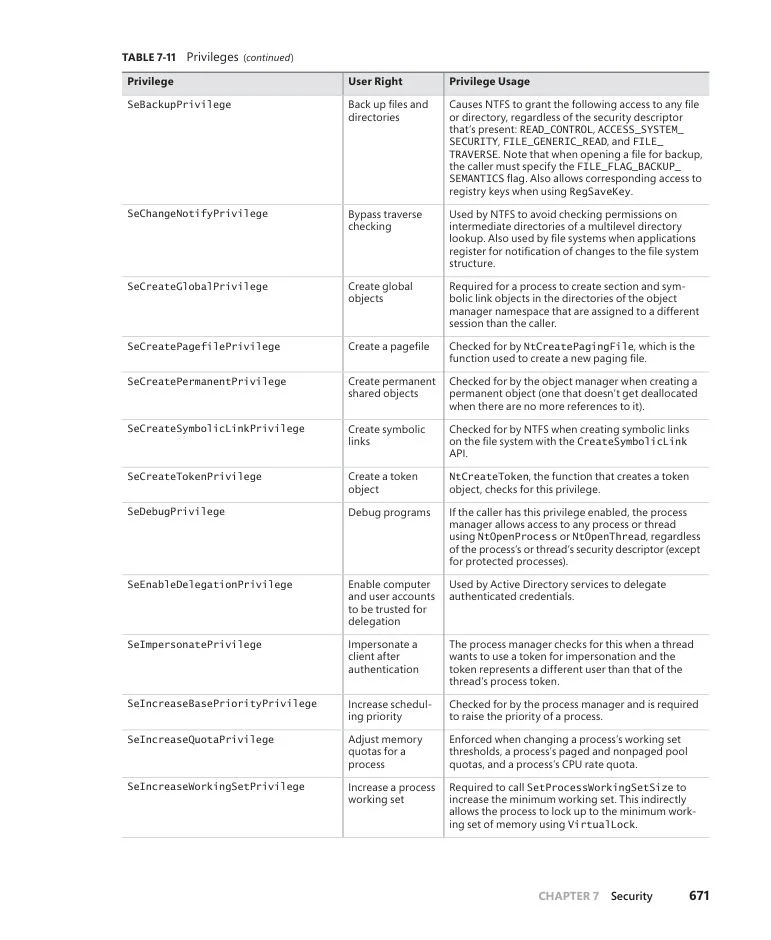 TABLE 7-11 Privileges (continued)
Privilege User Right Privilege Usage
SeBackupPrivilege
Back up files and
directories
Causes NTFS to grant the following access to any file
or directory, regardless of the security descriptor
that's present: READ_CONTROL, ACCESS_SYSTEM_
SECURITY, FILE_GENERIC_READ, and FILE_
TRAVERSE. Note that when opening a file for backup,
the caller must specify the FILE_FLAG_BACKUP_
SEMANTICS flag. Also allows corresponding access to
registry keys when using RegSaveKey.
SeChangeNotifyPrivilege
Bypass traverse
checking
Used by NTFS to avoid checking permissions on
intermediate directories of a multilevel directory
lookup. Also used by file systems when applications
register for notification of changes to the file system
structure.
SeCreateGlobalPrivilege
Create global
objects
Required for a process to create section and sym-
bolic link objects in the directories of the object
manager namespace that are assigned to a different
session than the caller.
SeCreatePagefilePrivilege
Create a pagefile
Checked for by NtCreatePagingFile, which is the
function used to create a new paging file.
SeCreatePermanentPrivilege
Create permanent
shared objects
Checked for by the object manager when creating a
permanent object (one that doesn't get deallocated
when there are no more references to it).
SeCreateSymbolicLinkPrivilege
Create symbolic
links
Checked for by NTFS when creating symbolic links
on the file system with the CreateSymbolicLink
API.
SeCreateTokenPrivilege
Create a token
object
NtCreateToken, the function that creates a token
object, checks for this privilege.
SeDebugPrivilege
Debug programs
If the caller has this privilege enabled, the process
manager allows access to any process or thread
using NtOpenProcess or NtOpenThread, regardless
of the process's or thread's security descriptor (except
for protected processes).
SeEnableDelegationPrivilege
Enable computer
and user accounts
to be trusted for
delegation
Used by Active Directory services to delegate
authenticated credentials.
SeImpersonatePrivilege
Impersonate a
client after
authentication
The process manager checks for this when a thread
wants to use a token for impersonation and the
token represents a different user than that of the
thread's process token.
SeIncreaseBasePriorityPrivilege
Increase schedul-
ing priority
Checked for by the process manager and is required
to raise the priority of a process.
SeIncreaseQuotaPrivilege
Adjust memory
quotas for a
process
Enforced when changing a process's working set
thresholds, a process's paged and nonpaged pool
quotas, and a process's CPU rate quota.
SeIncreaseWorkingSetPrivilege
Increase a process
working set
Required to call SetProcessWorkingSetSize to
increase the minimum working set. This indirectly
allows the process to lock up to the minimum work-
ing set of memory using VirtualLock.
CHAPTER 7 Security 671